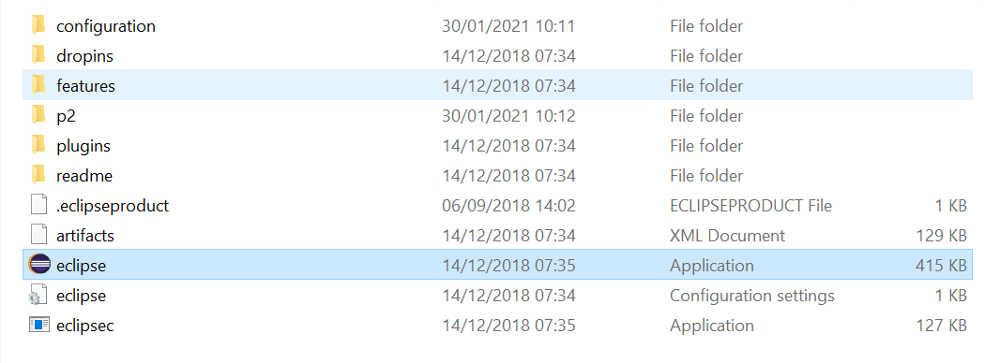 configuration 30/01/2021 10:11 File folder
dropins 14/12/2018 07:34 File folder
features 14/12/2018 07:34 File folder
p2 30/01/2021 10:12 File folder
plugins 14/12/2018 07:34 File folder
readme 14/12/2018 07:34 File folder
.eclipseproduct 06/09/2018 14:02 ECLIPSEPRODUCT File 1 KB
artifacts 14/12/2018 07:34 XML Document 129 KB
eclipse 14/12/2018 07:35 Application 415 KB
eclipse 14/12/2018 07:34 Configuration settings 1 KB
eclipsec 14/12/2018 07:35 Application 127 KB